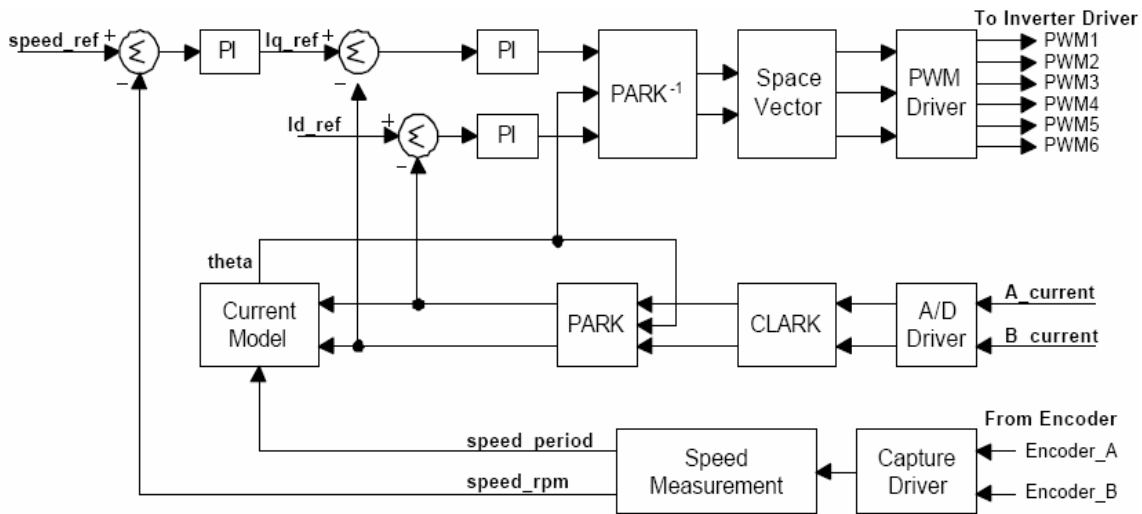 To Inverter Driver
speed_ref
+
Σ
−
PI
Iq_ref
+
Σ
−
PI
PARK-1
Space
Vector
PWM
Driver
PWM1
PWM2
PWM3
PWM4
PWM5
PWM6
Id_ref
+
Σ
−
PI
theta
Current
Model
PARK
CLARK
A/D
Driver
A_current
B_current
From Encoder
speed_period
speed_rpm
Speed
Measurement
Capture
Driver
Encoder_A
Encoder_B